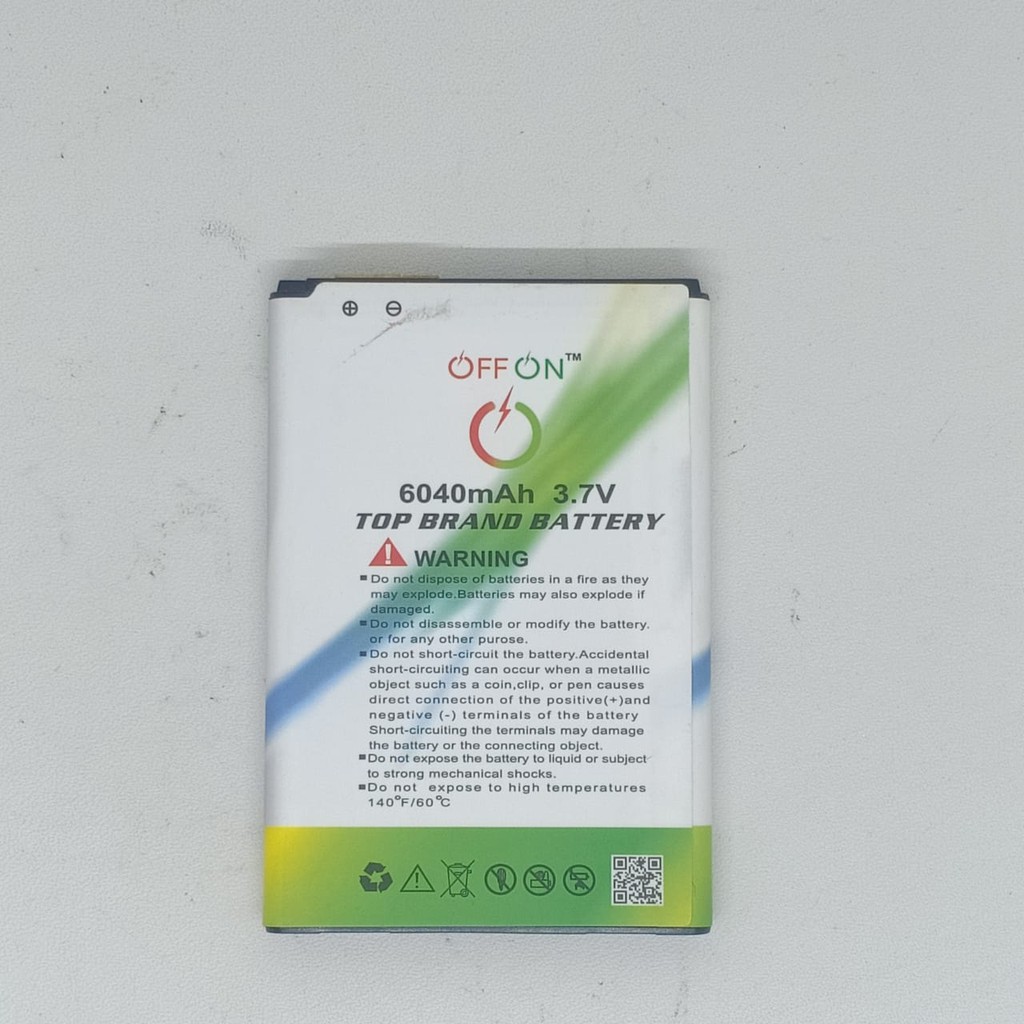 ⊕ ⊖
OFF ON™
6040mAh 3.7V
TOP BRAND BATTERY
WARNING
▪Do not dispose of batteries in a fire as they
may explode.Batteries may also explode if
damaged.
▪Do not disassemble or modify the battery.
or for any other purose.
▪Do not short-circuit the battery.Accidental
short-circuiting can occur when a metallic
object such as a coin,clip, or pen causes
direct connection of the positive(+)and
negative (-) terminals of the battery
Short-circuiting the terminals may damage
the battery or the connecting object.
▪Do not expose the battery to liquid or subject
to strong mechanical shocks.
▪Do not expose to high temperatures
140°F/60°C